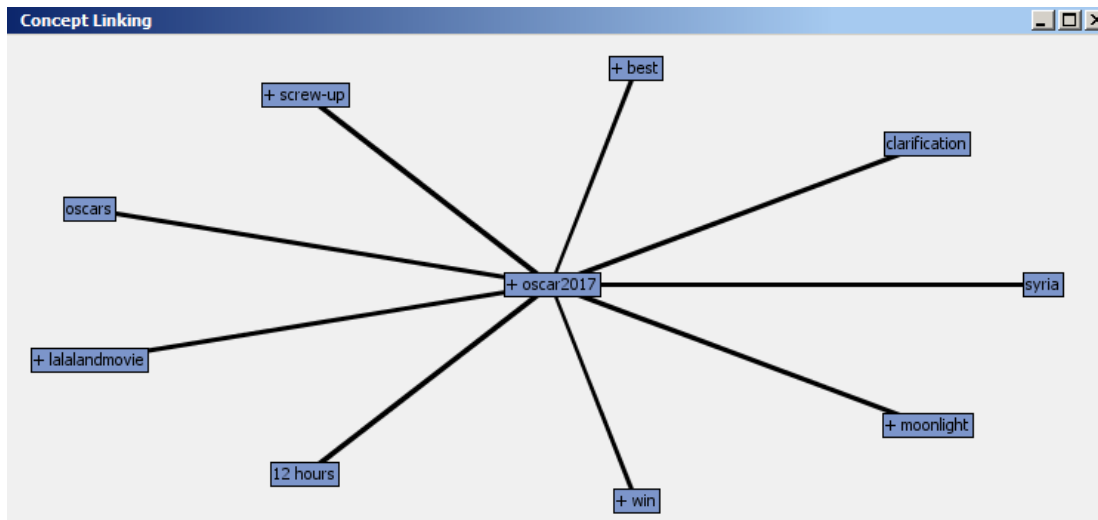 Concept Linking
+ best
+ screw-up
clarification
oscars
+ oscar2017
syria
+ lalalandmovie
+ moonlight
12 hours
+ win